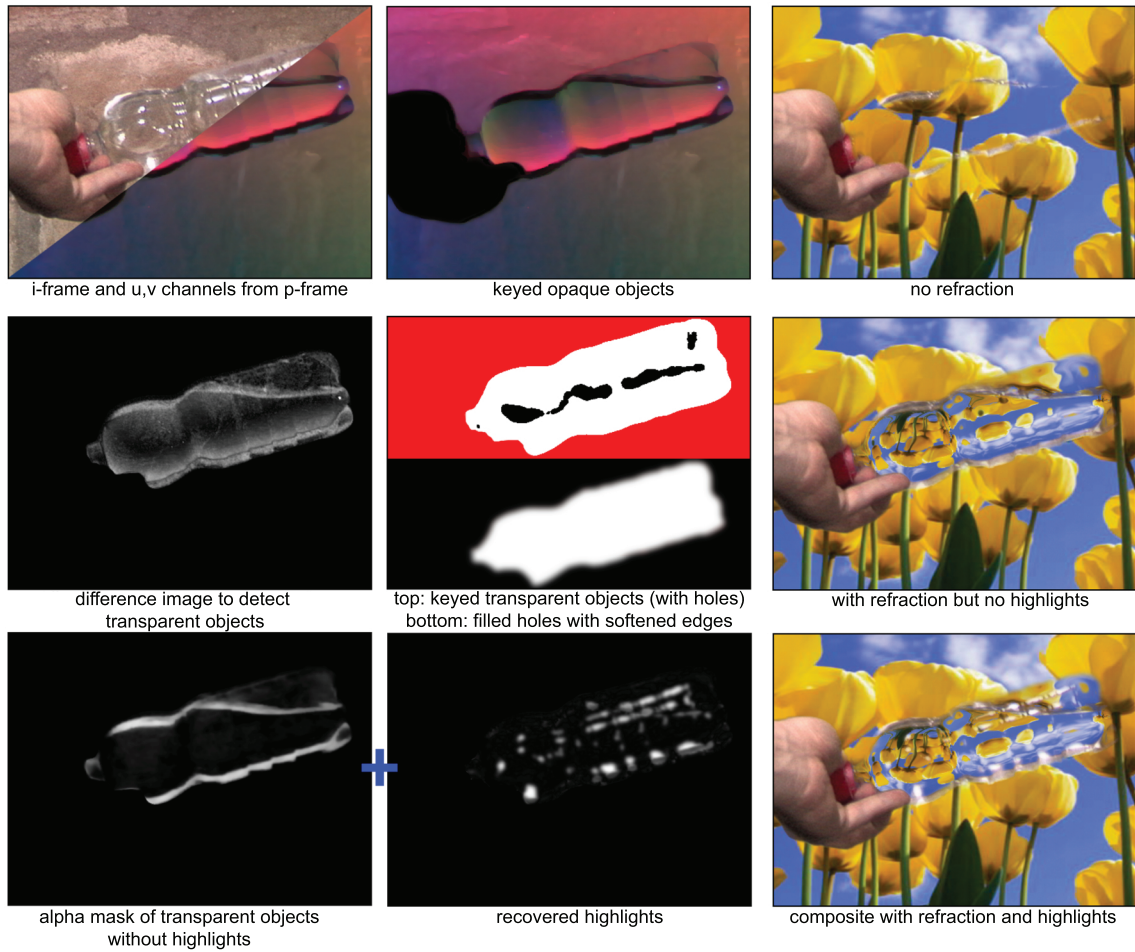 i-frame and u,v channels from p-frame
keyed opaque objects
no refraction
difference image to detect
transparent objects
top: keyed transparent objects (with holes)
bottom: filled holes with softened edges
with refraction but no highlights
alpha mask of transparent objects
without highlights
recovered highlights
composite with refraction and highlights